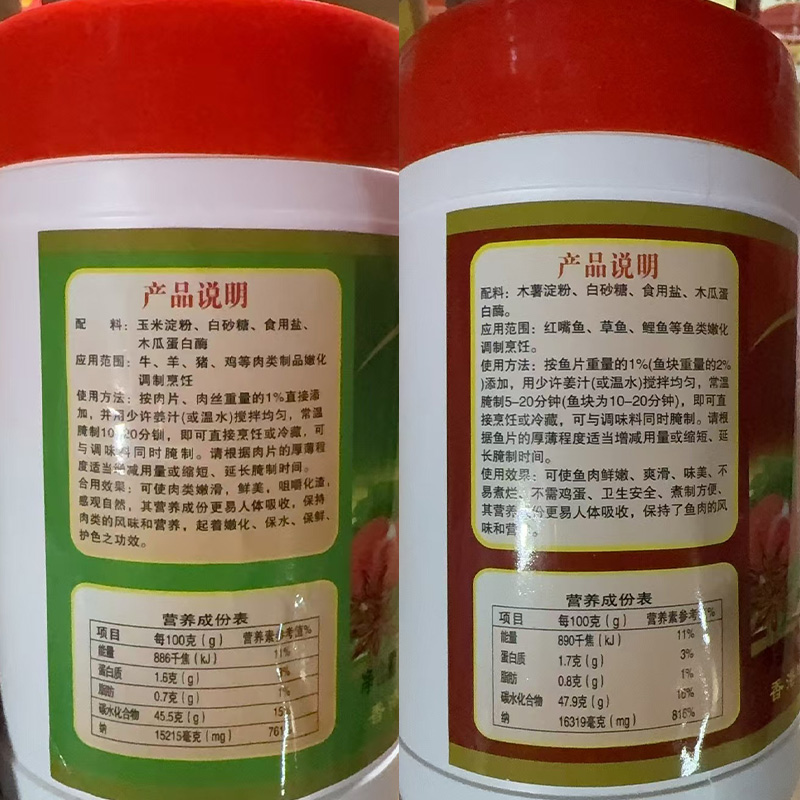 产品说明
配 料：玉米淀粉、白砂糖、食用盐、
木瓜蛋白酶
应用范围：牛、羊、猪、鸡等肉类制品嫩化
调制烹饪
使用方法：按肉片、肉丝重量的1%直接添
加，并用少许姜汁(或温水)搅拌均匀，常温
腌制10-20分钏，即可直接烹饪或冷藏，可
与调味料同时腌制。请根据肉片的厚薄程
度适当增减用量或缩短、延长腌制时间。
合用效果：可使肉类嫩滑，鲜美，咀嚼化渣，
感观自然，其营养成份更易人体吸收，保持
肉类的风味和营养，起着嫩化、保水、保鲜、
护色之功效。
营养成份表
项目 每100克(g) 营养素参考值%
能量 886千焦(kJ) 11%
蛋白质 1.6克(g)
脂肪 0.7克(g) 1%
碳水化合物 45.5克(g)
纳 15215毫克(mg)
产品说明
配料：木薯淀粉、白砂糖、食用盐、木瓜蛋
白酶。
应用范围：红嘴鱼、草鱼、鲤鱼等鱼类嫩化
调制烹饪。
使用方法：按鱼片重量的1%(鱼块重量的2%
)添加，用少许姜汁(或温水)搅拌均匀，常温
腌制5-20分钟(鱼块为10-20分钟)，即可直
接烹饪或冷藏，可与调味料同时腌制。请根
据鱼片的厚薄程度适当增减用量或缩短、延
长腌制时间。
使用效果：可使鱼肉鲜嫩、爽滑、味美、不
易煮烂、不需鸡蛋、卫生安全、煮制方便、
其营养成份更易人体吸收，保持了鱼肉的风
味和营养。
营养成份表
项目 每100克(g) 营养素参考值%
能量 890千焦(kJ) 11%
蛋白质 1.7克(g) 3%
脂肪 0.8克(g) 1%
碳水化合物 47.9克(g) 16%
纳 16319毫克(mg) 816%
香